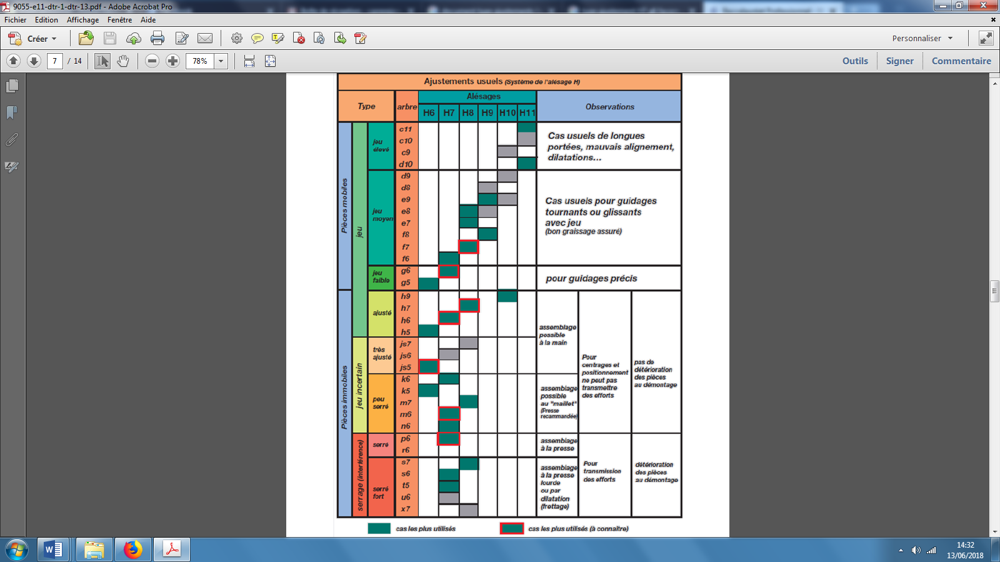 9055-e11-dtr-1-dtr-13.pdf - Adobe Acrobat Pro
Fichier Edition Affichage Fenêtre Aide
Créer
Personnaliser
7 / 14
78%
Outils Signer Commentaire
Ajustements usuels (Système de l'alésage H)
Type
arbre
Alésages
H6 H7 H8 H9 H10 H11
Observations
Pièces mobiles
Pièces immobiles
jeu
jeu incertain
serrage (interférence)
jeu
élevé
c11
c10
c9
d10
Cas usuels de longues
portées, mauvais alignement,
dilatations...
jeu
moyen
d9
d8
e9
e8
e7
f8
f7
f6
Cas usuels pour guidages
tournants ou glissants
avec jeu
(bon graissage assuré)
jeu
faible
g6
g5
pour guidages précis
ajusté
h9
h7
h6
h5
très
ajusté
js7
js6
js5
assemblage
possible
à la main
peu
serré
k6
k5
m7
m6
n6
assemblage
possible
au "maillet"
(Presse
recammandée)
Pour
centrages et
positionnement
ne peut pas
transmettre
des efforts
pas de
détérioration
des pièces
au démontage
serré
p6
r6
assemblage
à la presse
serré
fort
s7
s6
t5
u6
x7
assemblage
à la presse
lourde
ou par
dilatation
(frettage)
Pour
transmission
des efforts
détérioration
des pièces
au démontage
cas les plus utilisés
cas les plus utilisés (à connaître)
14:32
13/06/2018